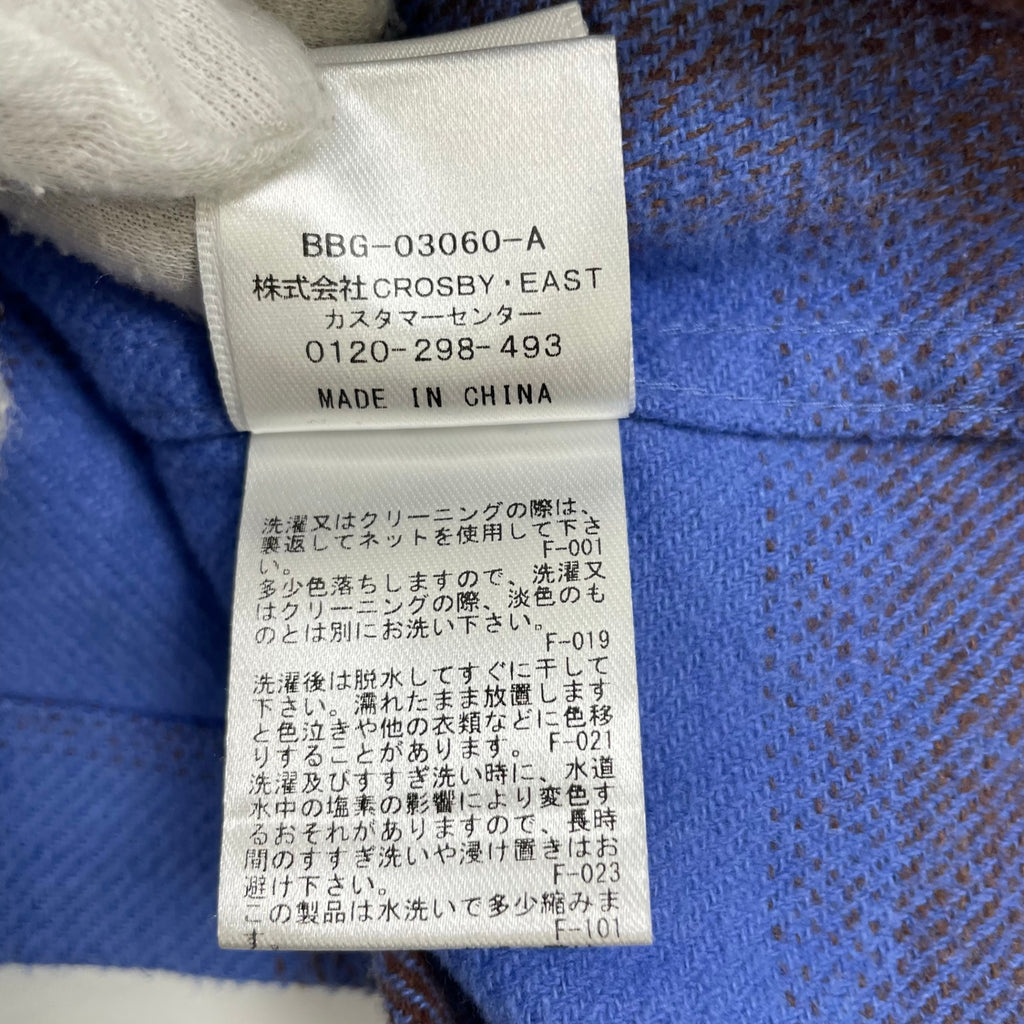 BBG-03060-A
株式会社CROSBY・EAST
カスタマーセンター
0120-298-493
MADE IN CHINA
洗濯又はクリーニングの際は、
裏返してネットを使用して下さ
い。 F-001
多少色落ちしますので、洗濯又
はクリーニングの際、淡色のも
のとは別にお洗い下さい。
F-019
洗濯後は脱水してすぐに干して
下さい。濡れたまま放置します
と色泣きや他の衣類などに色移
りすることがあります。 F-021
洗濯及びすすぎ洗い時に、水道
水中の塩素の影響により変色す
るおそれがありますので、長時
間のすすぎ洗いや浸け置きはお
避け下さい。 F-023
この製品は水洗いで多少縮みま
す。 F-101